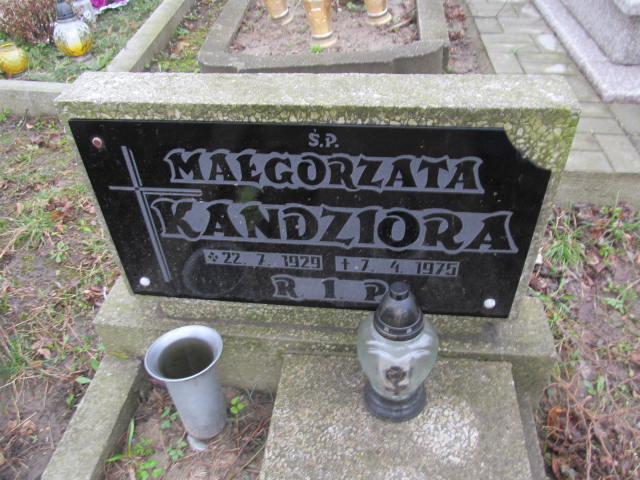 Ś.P.
MAŁGORZATA
KANDZIORA
* 22. 7. 1929 + 7. 4. 1975
R. I. P.